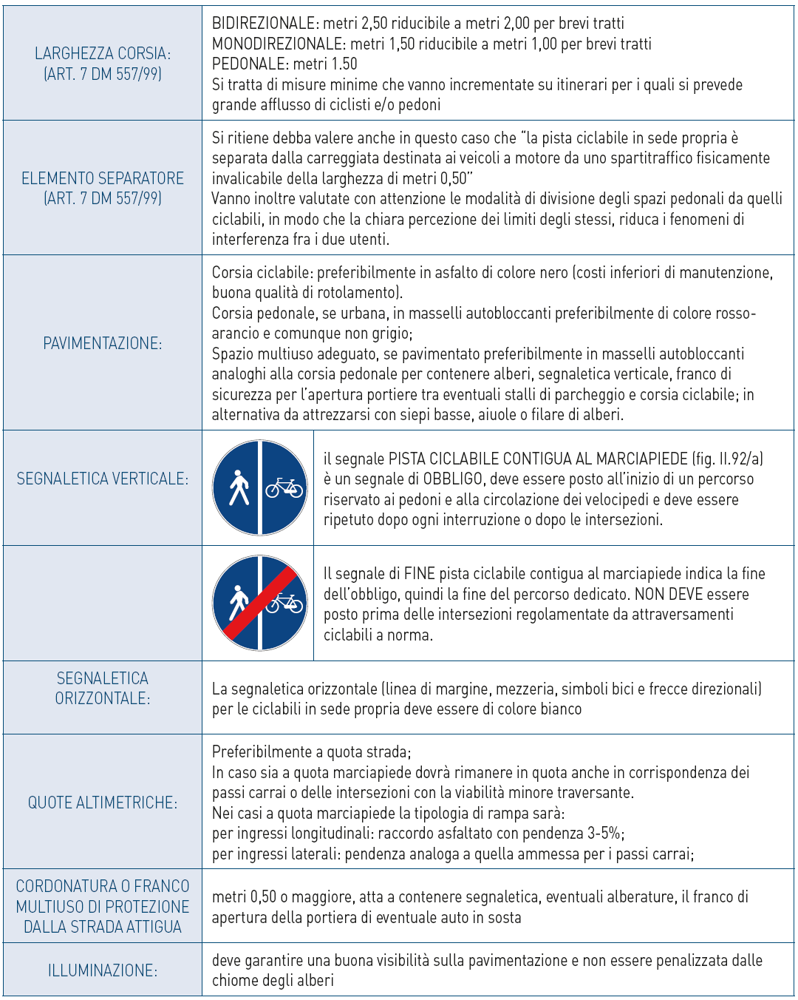 LARGHEZZA CORSIA:
(ART. 7 DM 557/99)
BIDIREZIONALE: metri 2,50 riducibile a metri 2,00 per brevi tratti
MONODIREZIONALE: metri 1,50 riducibile a metri 1,00 per brevi tratti
PEDONALE: metri 1.50
Si tratta di misure minime che vanno incrementate su itinerari per i quali si prevede
grande afflusso di ciclisti e/o pedoni
ELEMENTO SEPARATORE
(ART. 7 DM 557/99)
Si ritiene debba valere anche in questo caso che “la pista ciclabile in sede propria è
separata dalla carreggiata destinata ai veicoli a motore da uno spartitraffico fisicamente
invalicabile della larghezza di metri 0,50”
Vanno inoltre valutate con attenzione le modalità di divisione degli spazi pedonali da quelli
ciclabili, in modo che la chiara percezione dei limiti degli stessi, riduca i fenomeni di
interferenza fra i due utenti.
PAVIMENTAZIONE:
Corsia ciclabile: preferibilmente in asfalto di colore nero (costi inferiori di manutenzione,
buona qualità di rotolamento).
Corsia pedonale, se urbana, in masselli autobloccanti preferibilmente di colore rosso-
arancio e comunque non grigio;
Spazio multiuso adeguato, se pavimentato preferibilmente in masselli autobloccanti
analoghi alla corsia pedonale per contenere alberi, segnaletica verticale, franco di
sicurezza per l’apertura portiere tra eventuali stalli di parcheggio e corsia ciclabile; in
alternativa da attrezzarsi con siepi basse, aiuole o filare di alberi.
SEGNALETICA VERTICALE:
il segnale PISTA CICLABILE CONTIGUA AL MARCIAPIEDE (fig. II.92/a)
è un segnale di OBBLIGO, deve essere posto all’inizio di un percorso
riservato ai pedoni e alla circolazione dei velocipedi e deve essere
ripetuto dopo ogni interruzione o dopo le intersezioni.
Il segnale di FINE pista ciclabile contigua al marciapiede indica la fine
dell’obbligo, quindi la fine del percorso dedicato. NON DEVE essere
posto prima delle intersezioni regolamentate da attraversamenti
ciclabili a norma.
SEGNALETICA
ORIZZONTALE:
La segnaletica orizzontale (linea di margine, mezzeria, simboli bici e frecce direzionali)
per le ciclabili in sede propria deve essere di colore bianco
QUOTE ALTIMETRICHE:
Preferibilmente a quota strada;
In caso sia a quota marciapiede dovrà rimanere in quota anche in corrispondenza dei
passi carrai o delle intersezioni con la viabilità minore traversante.
Nei casi a quota marciapiede la tipologia di rampa sarà:
per ingressi longitudinali: raccordo asfaltato con pendenza 3-5%;
per ingressi laterali: pendenza analoga a quella ammessa per i passi carrai;
CORDONATURA O FRANCO
MULTIUSO DI PROTEZIONE
DALLA STRADA ATTIGUA
metri 0,50 o maggiore, atta a contenere segnaletica, eventuali alberature, il franco di
apertura della portiera di eventuale auto in sosta
ILLUMINAZIONE:
deve garantire una buona visibilità sulla pavimentazione e non essere penalizzata dalle
chiome degli alberi